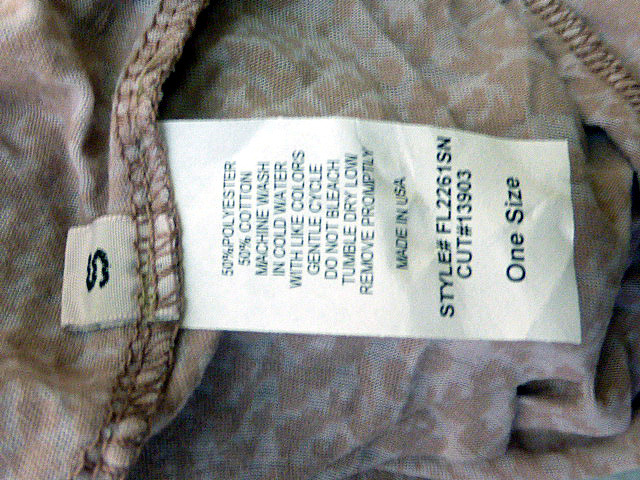 S
50%POLYESTER
50% COTTON
MACHINE WASH
IN COLD WATER
WITH LIKE COLORS
GENTLE CYCLE
DO NOT BLEACH
TUMBLE DRY LOW
REMOVE PROMPTLY
MADE IN USA
STYLE# FL2261SN
CUT#13903
One Size